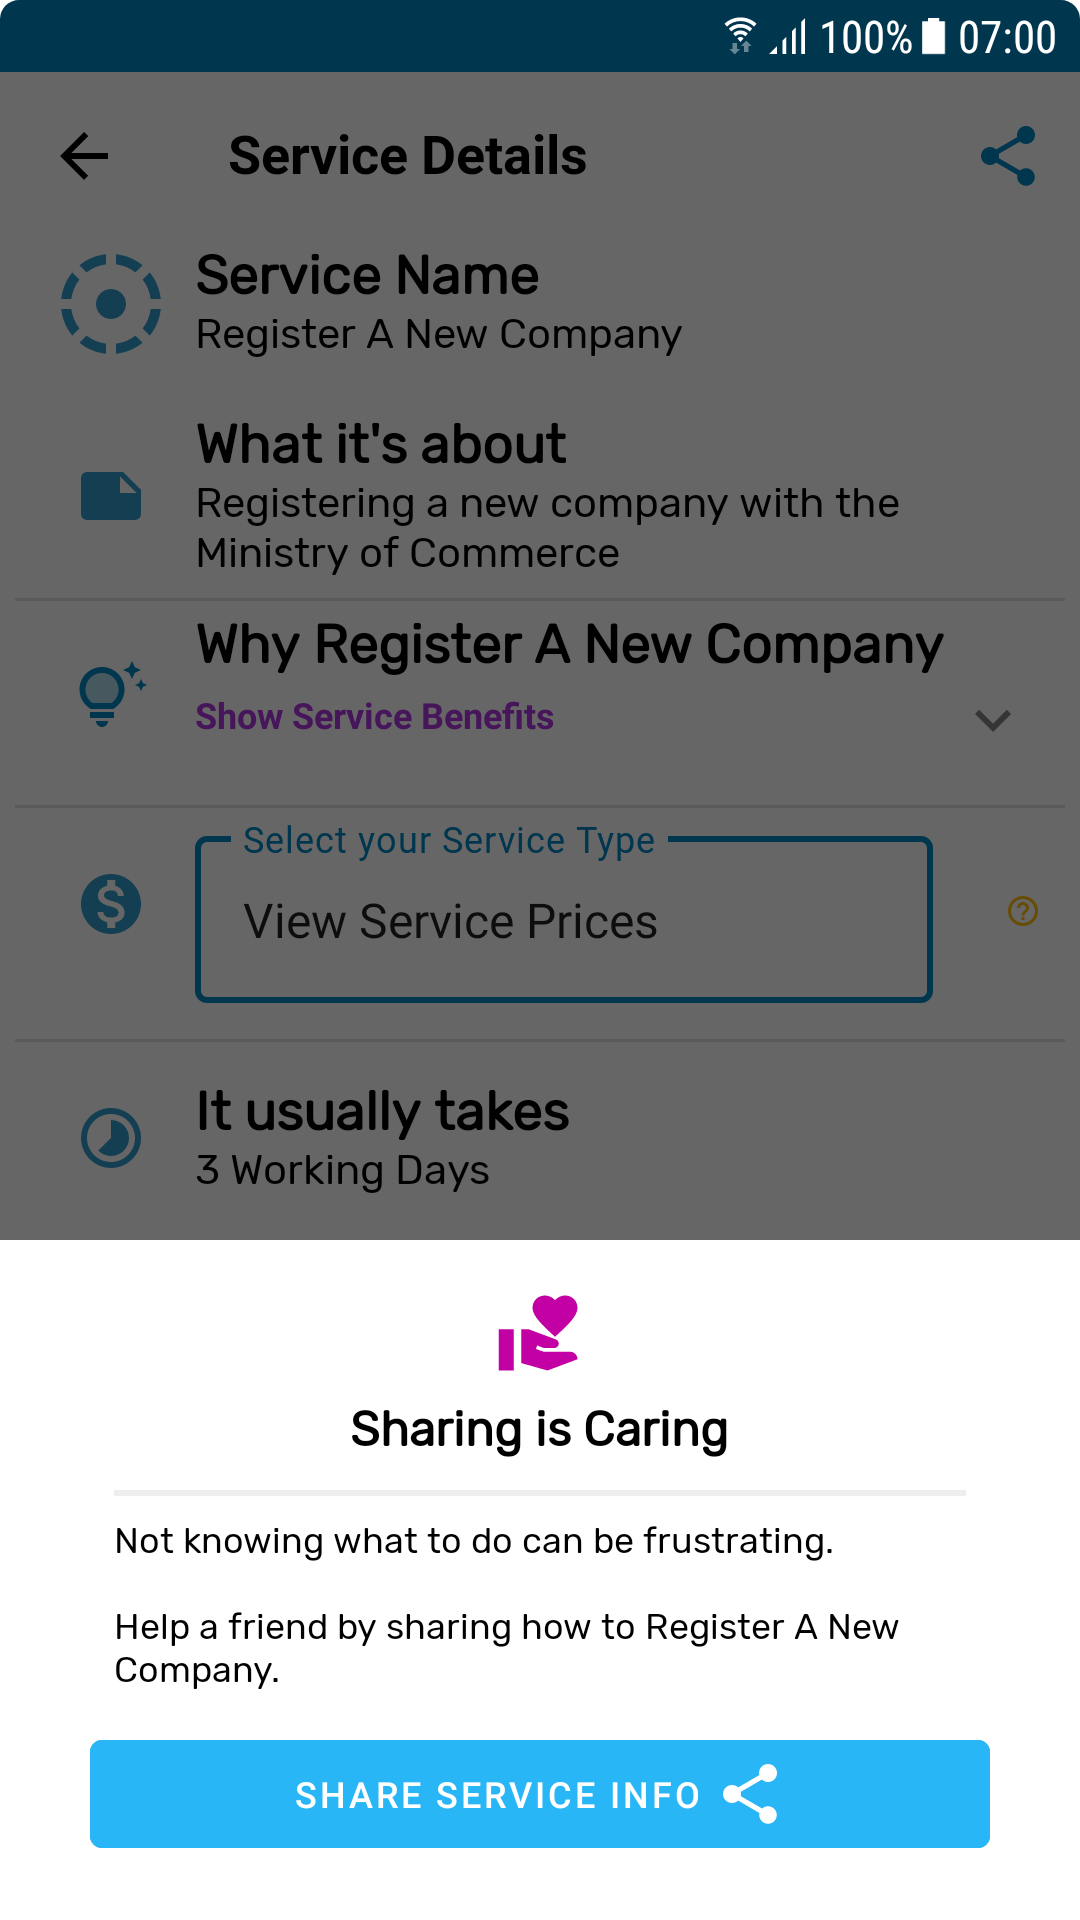 100% 07:00
Service Details
Service Name
Register A New Company
What it's about
Registering a new company with the
Ministry of Commerce
Why Register A New Company
Show Service Benefits
Select your Service Type
View Service Prices
It usually takes
3 Working Days
Sharing is Caring
Not knowing what to do can be frustrating.
Help a friend by sharing how to Register A New
Company.
SHARE SERVICE INFO